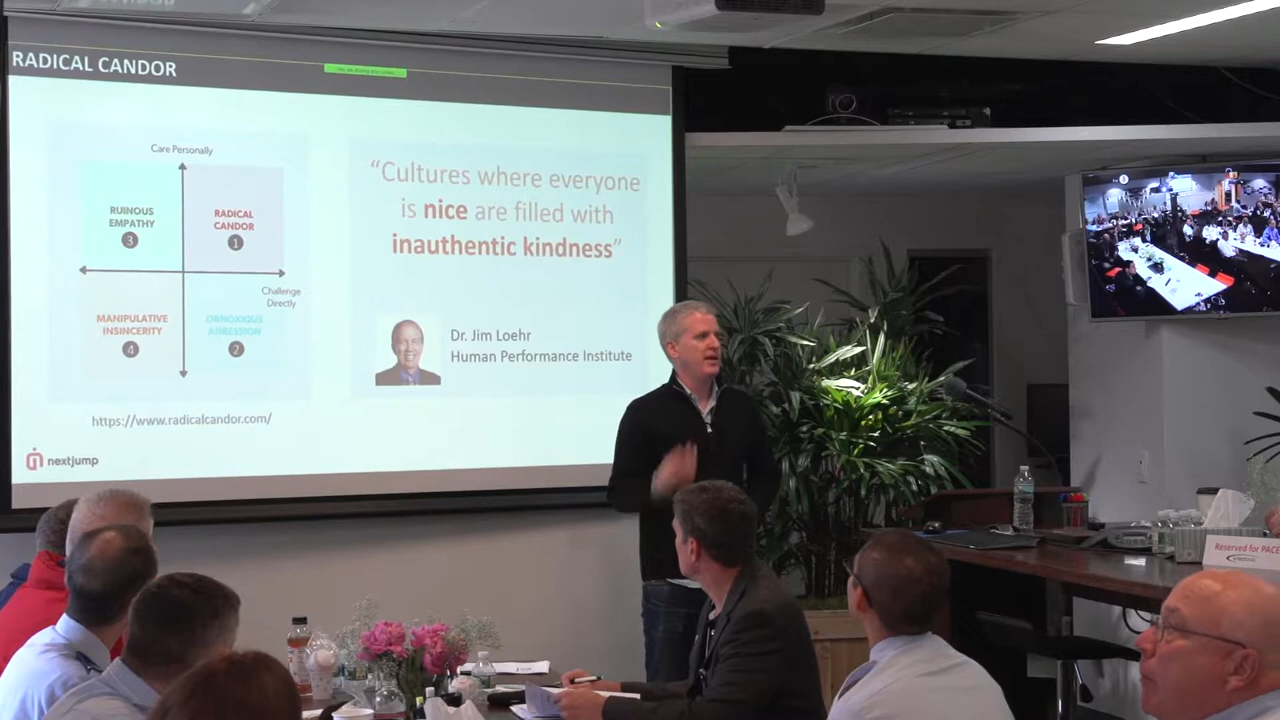 RADICAL CANDOR
Care Personally
RUINOUS
EMPATHY
3
RADICAL
CANDOR
1
Challenge
Directly
MANIPULATIVE
INSINCERITY
4
OBNOXIOUS
AGRESSION
2
https://www.radicalcandor.com/
nextjump
“Cultures where everyone
is nice are filled with
inauthentic kindness”
Dr. Jim Loehr
Human Performance Institute
Reserved for PACE